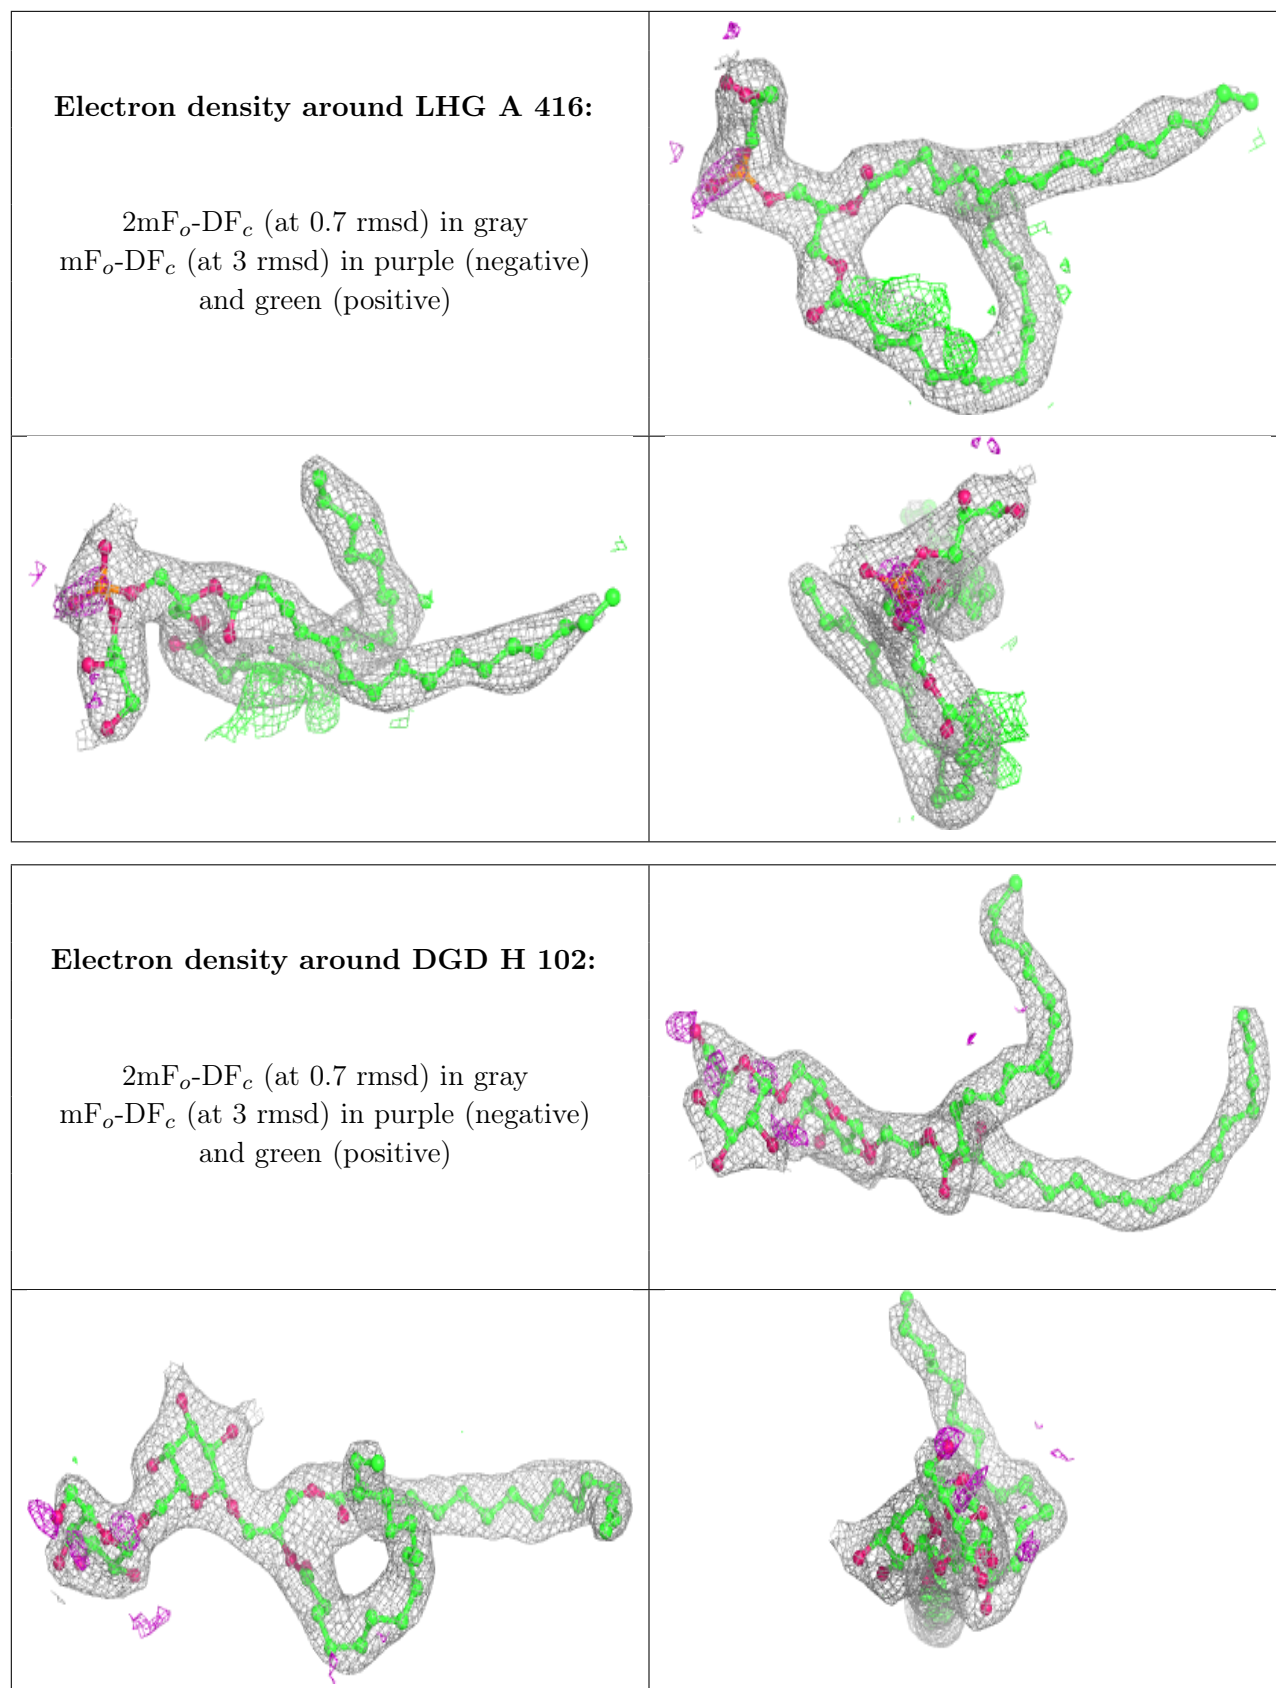 Electron density around LHG A 416:
2mFo-DFc (at 0.7 rmsd) in gray
mFo-DFc (at 3 rmsd) in purple (negative)
and green (positive)
Electron density around DGD H 102:
2mFo-DFc (at 0.7 rmsd) in gray
mFo-DFc (at 3 rmsd) in purple (negative)
and green (positive)